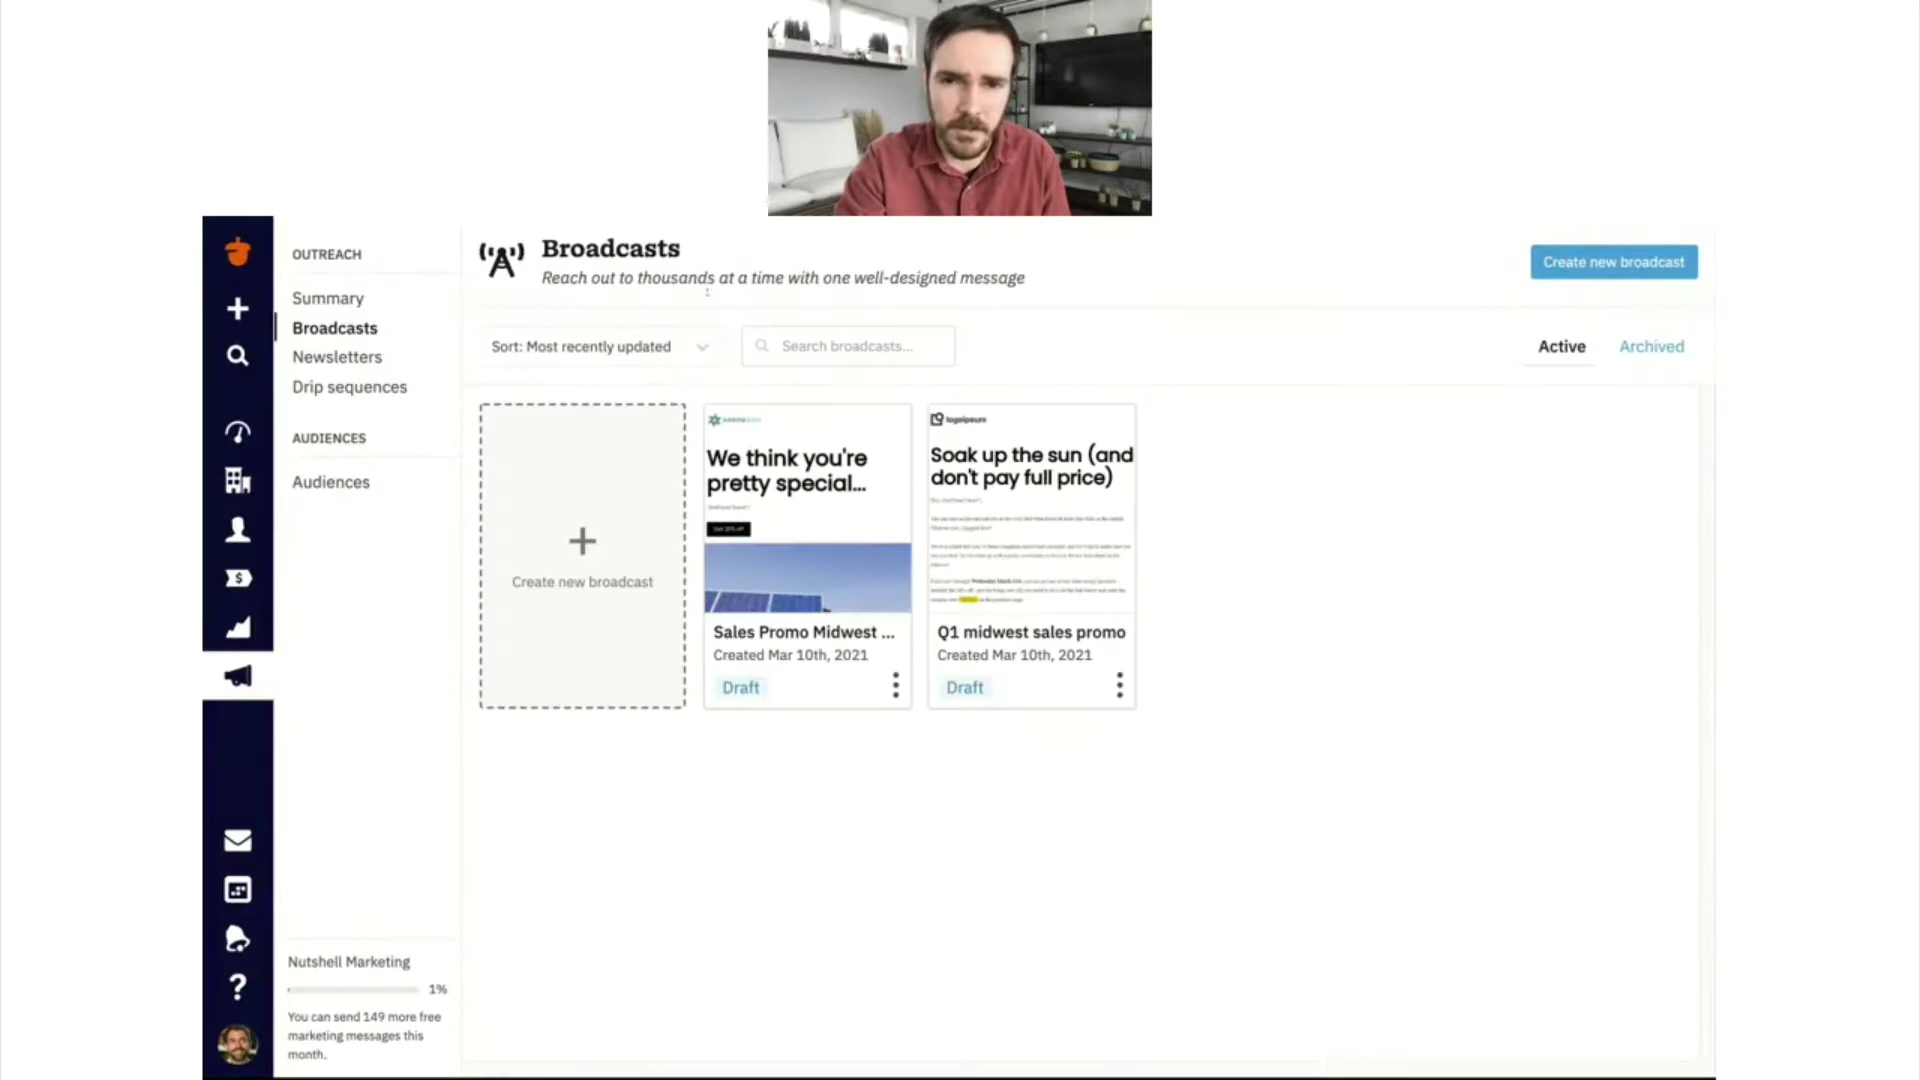 OUTREACH
Summary
Broadcasts
Newsletters
Drip sequences
AUDIENCES
Audiences
Nutshell Marketing
1%
You can send 149 more free
marketing messages this
month.
Broadcasts
Reach out to thousands at a time with one well-designed message
Create new broadcast
Sort: Most recently updated
Search broadcasts...
Active
Archived
Create new broadcast
We think you're
pretty special...
Sales Promo Midwest ...
Created Mar 10th, 2021
Draft
logoipsum
Soak up the sun (and
don't pay full price)
Q1 midwest sales promo
Created Mar 10th, 2021
Draft